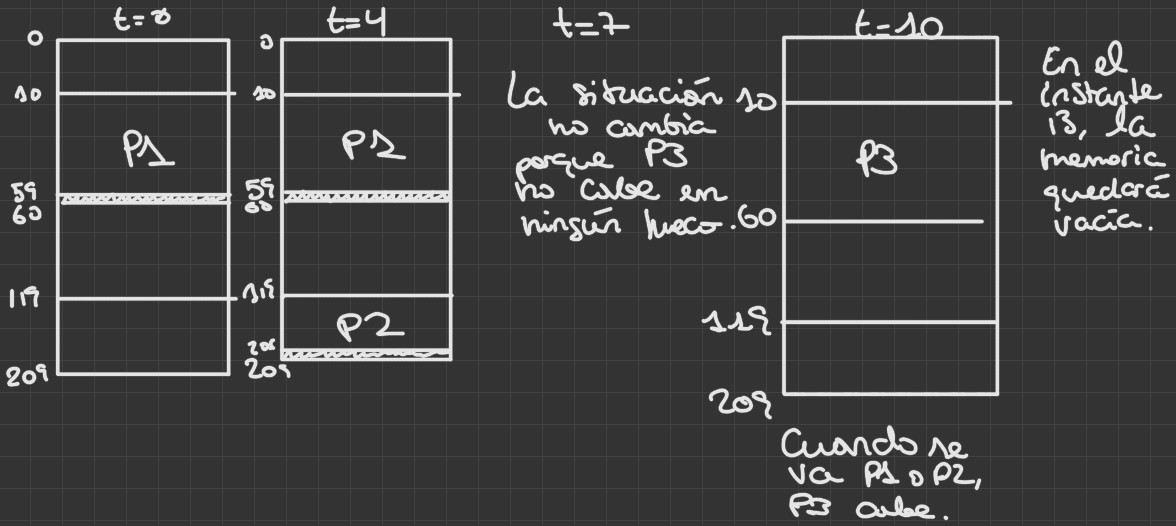 t=0
0
10
P1
59
60
119
209
t=4
0
10
P1
59
60
119
P2
209
t=7
La situación
no cambia
porque P3
no cabe en
ningún hueco.
t=10
10
P3
60
119
209
Cuando se
va P1 o P2,
P3 cabe.
En el
instante
13, la
memoria
quedará
vacía.